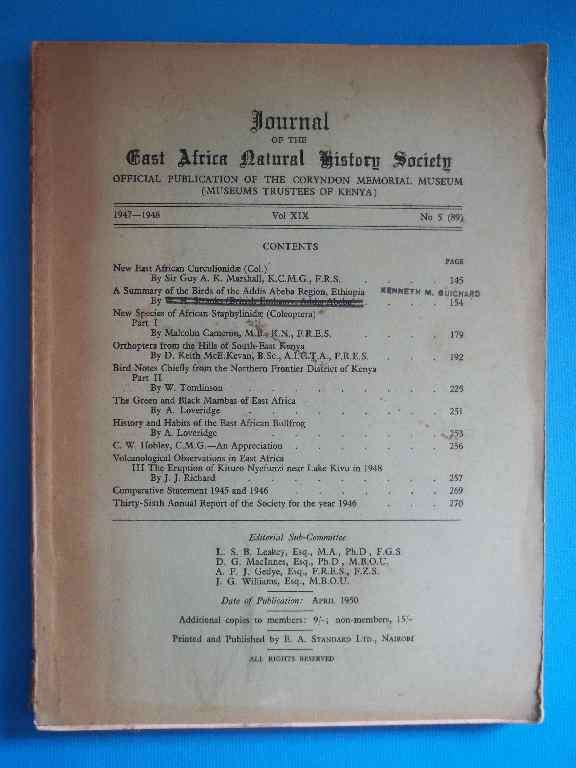 Journal
OF THE
East Africa Natural History Society
OFFICIAL PUBLICATION OF THE CORYNDON MEMORIAL MUSEUM
(MUSEUMS TRUSTEES OF KENYA)
1947—1948 Vol XIX No 5 (89)
CONTENTS
PAGE
New East African Curculionidæ (Col.)
By Sir Guy A. K. Marshall, K.C.M.G., F.R.S. . . . . 145
A Summary of the Birds of the Addis Abeba Region, Ethiopia KENNETH M. GUICHARD
By 154
New Species of African Staphylinidæ (Coleoptera)
Part I
By Malcolm Cameron, M.B., R.N., F.R.E.S. . . . . 179
Orthoptera from the Hills of South-East Kenya
By D. Keith McE.Kevan, B.Sc., A.I.C.T.A., F.R.E.S. . . . 192
Bird Notes Chiefly from the Northern Frontier District of Kenya
Part II
By W. Tomlinson . . . . . . . . 225
The Green and Black Mambas of East Africa
By A. Loveridge . . . . . . . . 251
History and Habits of the East African Bullfrog
By A. Loveridge . . . . . . . . 253
C. W. Hobley, C.M.G.—An Appreciation . . . . . . 256
Volcanological Observations in East Africa
III The Eruption of Kituro Nyefunzi near Lake Kivu in 1948
By J. J. Richard . . . . . . . . 257
Comparative Statement 1945 and 1946 . . . . . . 269
Thirty-Sixth Annual Report of the Society for the year 1946 . . . 270
Editorial Sub-Committee
L. S. B. Leakey, Esq., M.A., Ph.D , F.G.S
D. G. MacInnes, Esq., Ph.D , M.B.O.U.
A. F. J. Gedye, Esq., F.R.E.S., F.Z.S.
J. G. Williams, Esq., M.B.O.U.
Date of Publication: APRIL 1950
Additional copies to members: 9/-; non-members, 15/-
Printed and Published by E. A. STANDARD LTD., NAIROBI
ALL RIGHTS RESERVED